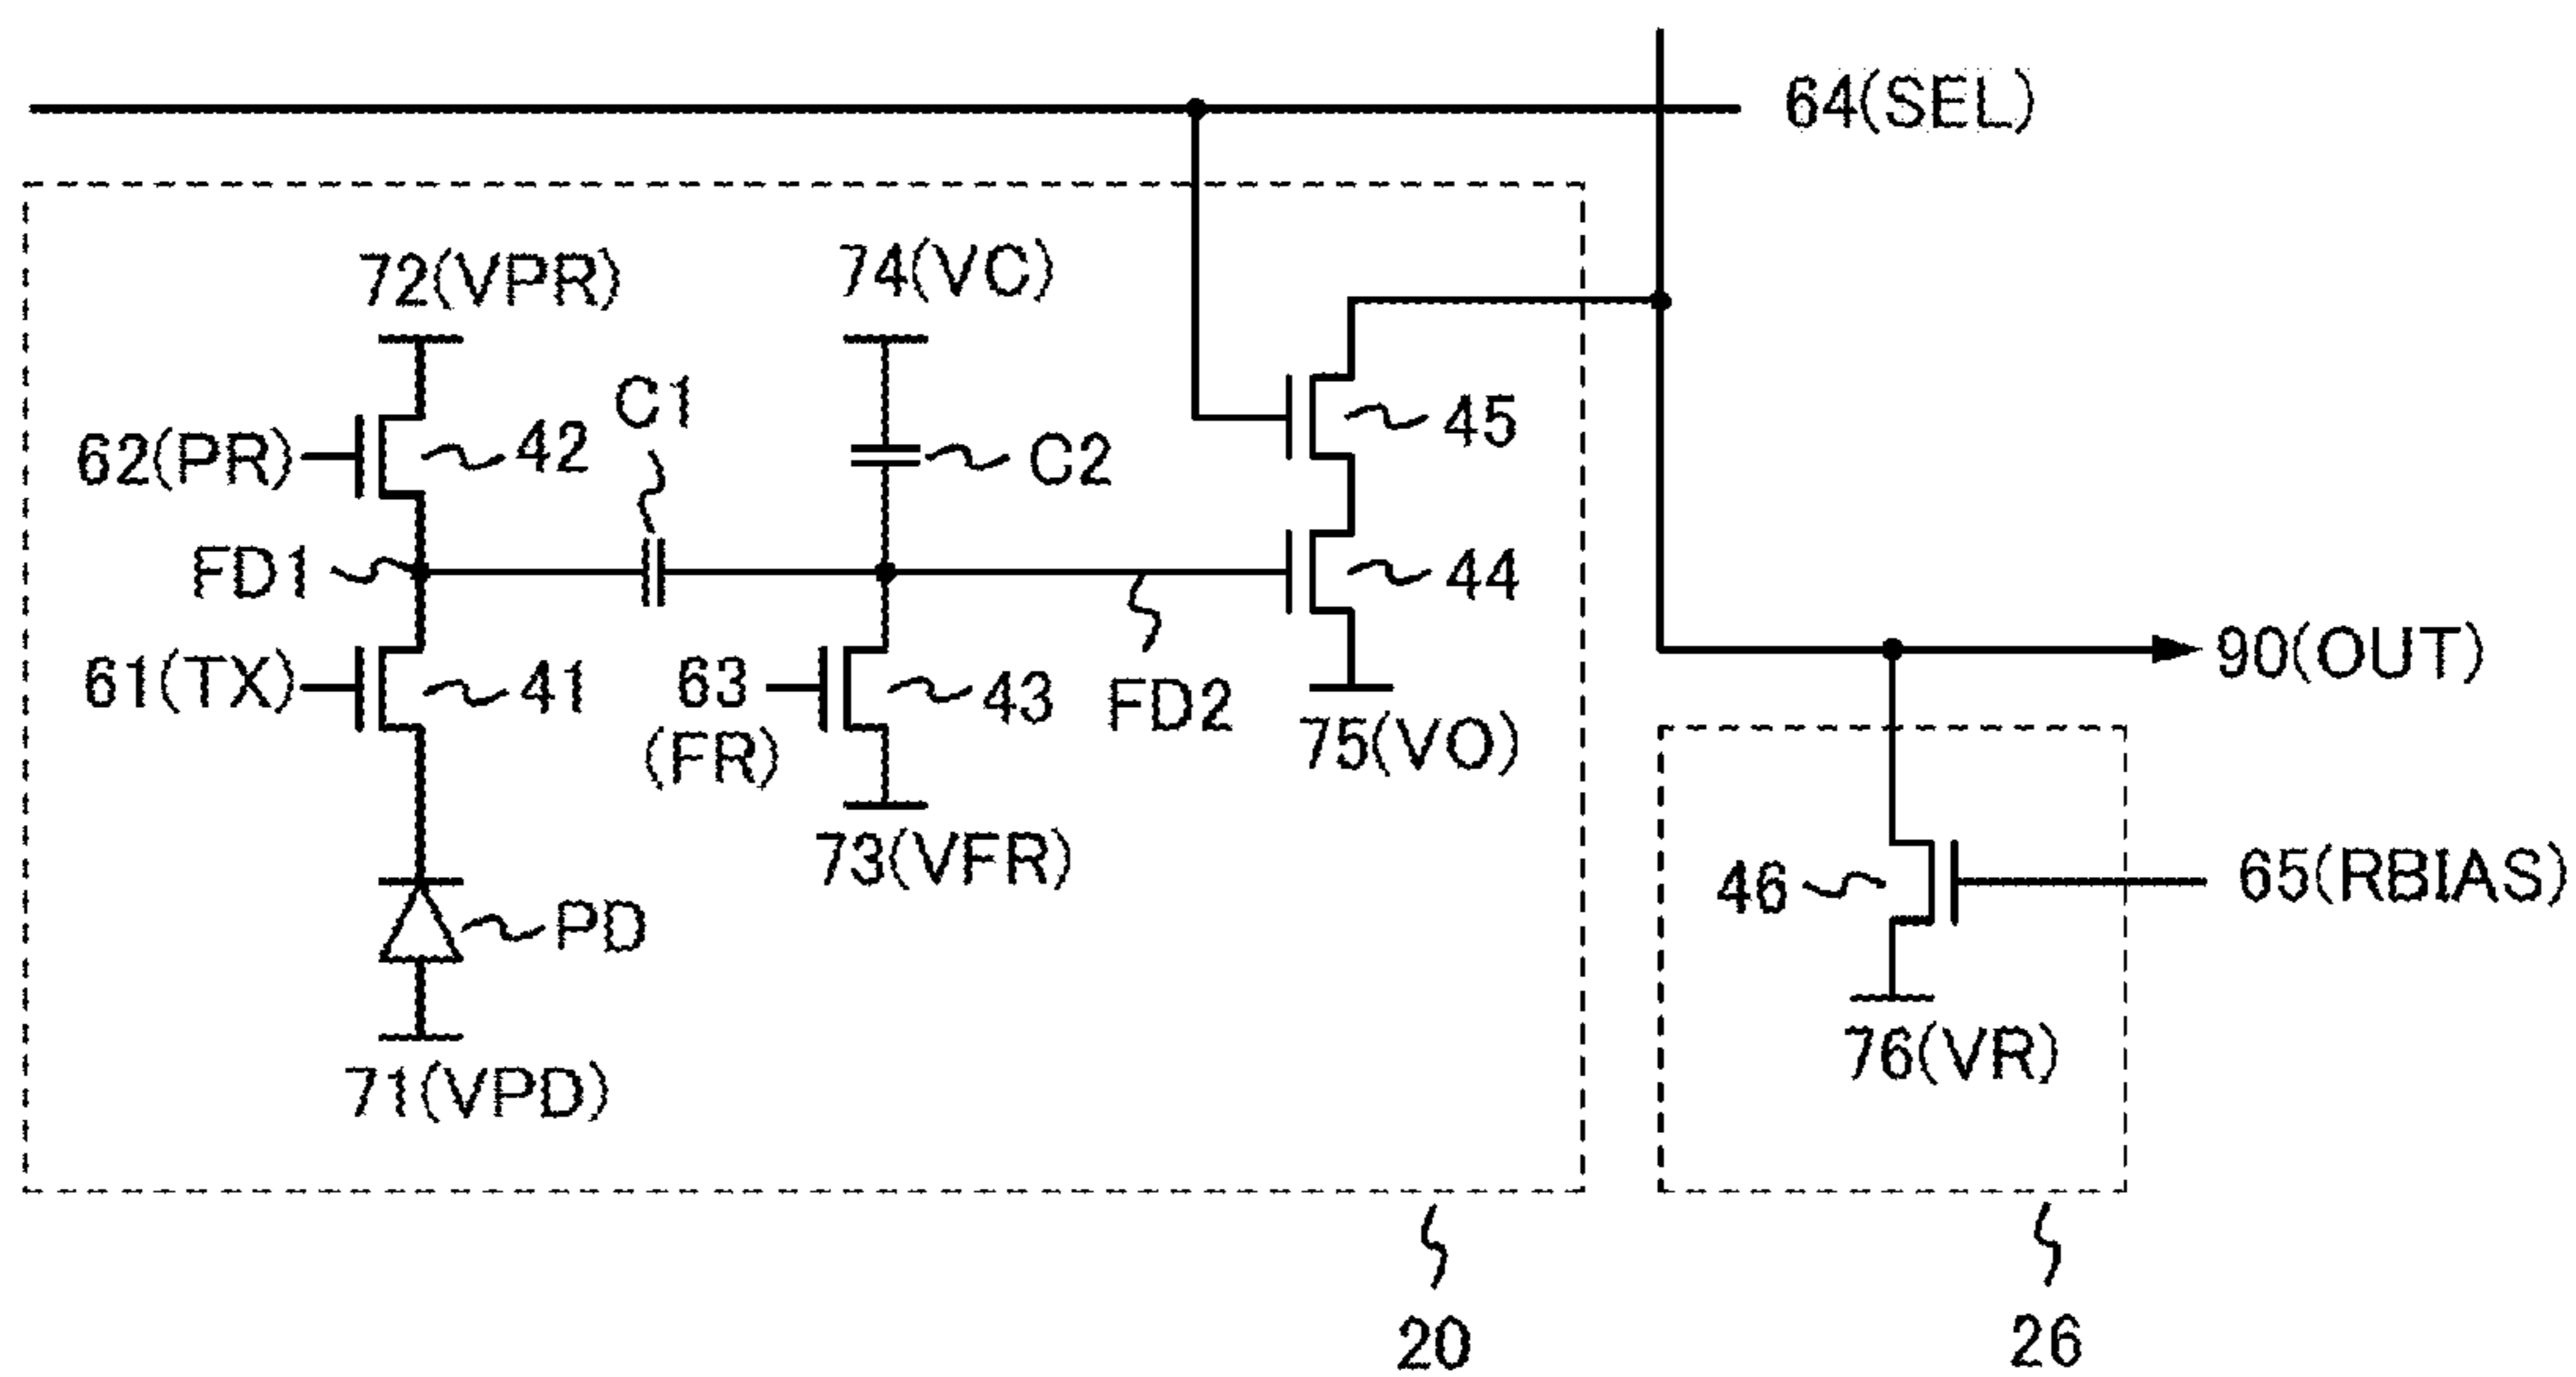 64(SEL)
72(VPR)
74(VC)
C1
62(PR)
42
C2
45
FD1
44
61(TX)
41
63
(FR)
43
FD2
75(VO)
90(OUT)
73(VFR)
PD
46
65(RBIAS)
71(VPD)
76(VR)
20
26